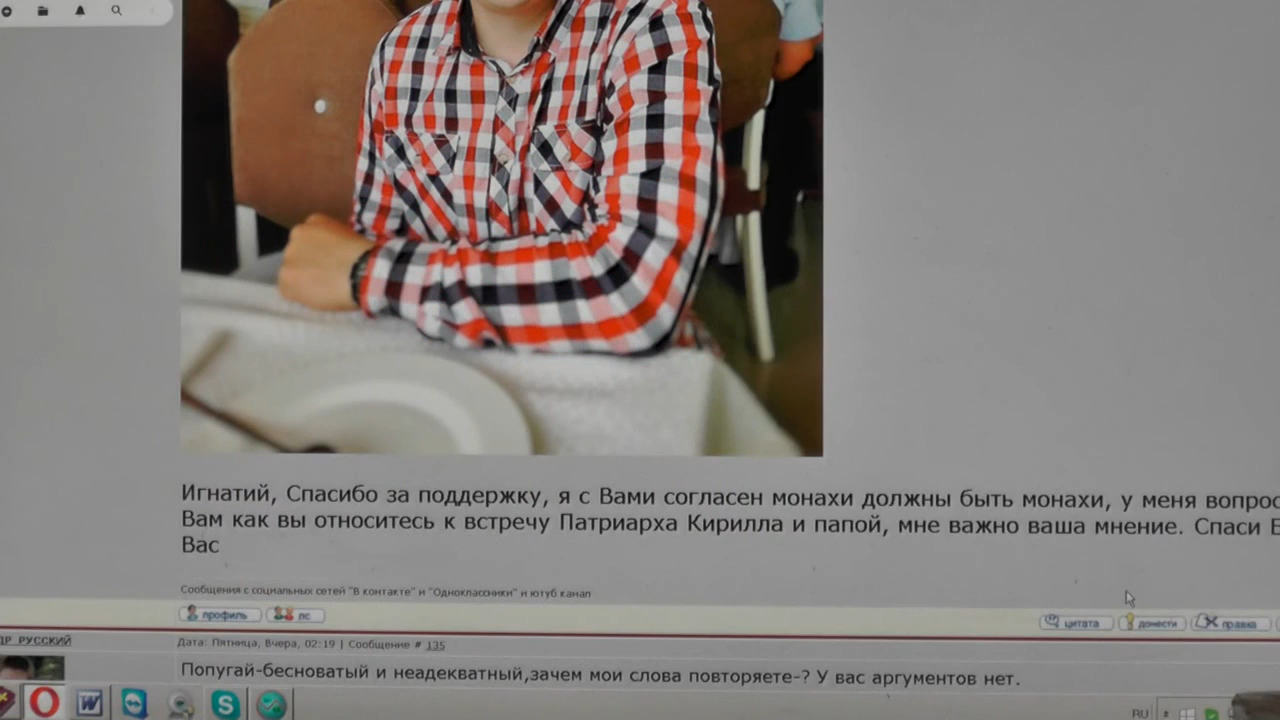 Игнатий, Спасибо за поддержку, я с Вами согласен монахи должны быть монахи, у меня вопрос
Вам как вы относитесь к встречу Патриарха Кирилла и папой, мне важно ваша мнение. Спаси
Вас
Сообщения с социальных сетей "В контакте" и "Одноклассники" и ютуб канал
профиль лс цитата донести правка
ДР РУССКИЙ Дата: Пятница, Вчера, 02:19 | Сообщение # 135
Попугай-бесноватый и неадекватный,зачем мои слова повторяете-? У вас аргументов нет.
RU